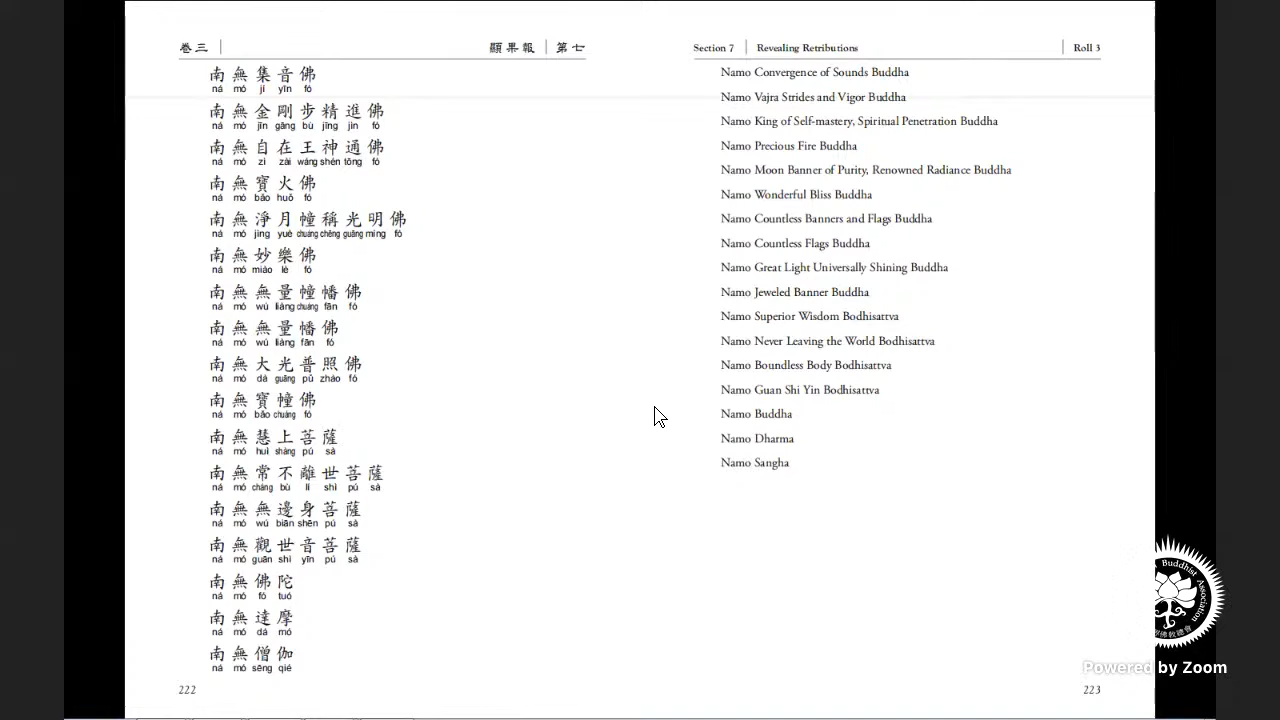 卷三 顯果報 第七
南無集音佛
ná mó jí yīn fó
南無金剛步精進佛
ná mó jīn gāng bù jīng jìn fó
南無自在王神通佛
ná mó zì zài wáng shén tōng fó
南無寶火佛
ná mó bǎo huǒ fó
南無淨月幢稱光明佛
ná mó jìng yuè chuáng chēng guāng míng fó
南無妙樂佛
ná mó miào lè fó
南無無量幢幡佛
ná mó wú liàng chuáng fān fó
南無無量幡佛
ná mó wú liàng fān fó
南無大光普照佛
ná mó dà guāng pǔ zhào fó
南無寶幢佛
ná mó bǎo chuáng fó
南無慧上菩薩
ná mó huì shàng pú sà
南無常不離世菩薩
ná mó cháng bù lí shì pú sà
南無無邊身菩薩
ná mó wú biān shēn pú sà
南無觀世音菩薩
ná mó guān shì yīn pú sà
南無佛陀
ná mó fó tuó
南無達摩
ná mó dá mó
南無僧伽
ná mó sēng qié
222
Section 7 Revealing Retributions Roll 3
Namo Convergence of Sounds Buddha
Namo Vajra Strides and Vigor Buddha
Namo King of Self-mastery, Spiritual Penetration Buddha
Namo Precious Fire Buddha
Namo Moon Banner of Purity, Renowned Radiance Buddha
Namo Wonderful Bliss Buddha
Namo Countless Banners and Flags Buddha
Namo Countless Flags Buddha
Namo Great Light Universally Shining Buddha
Namo Jeweled Banner Buddha
Namo Superior Wisdom Bodhisattva
Namo Never Leaving the World Bodhisattva
Namo Boundless Body Bodhisattva
Namo Guan Shi Yin Bodhisattva
Namo Buddha
Namo Dharma
Namo Sangha
223
Buddhist Association
佛教總會
Powered by Zoom